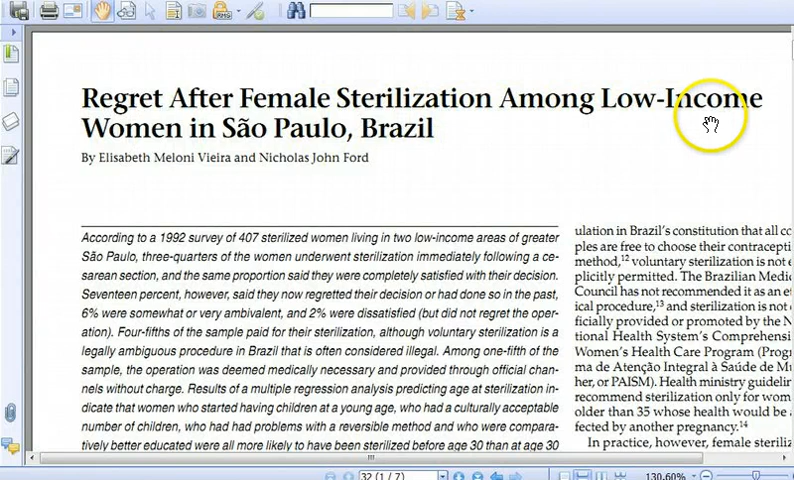 Regret After Female Sterilization Among Low-Income
Women in São Paulo, Brazil
By Elisabeth Meloni Vieira and Nicholas John Ford
According to a 1992 survey of 407 sterilized women living in two low-income areas of greater
São Paulo, three-quarters of the women underwent sterilization immediately following a ce-
sarean section, and the same proportion said they were completely satisfied with their decision.
Seventeen percent, however, said they now regretted their decision or had done so in the past,
6% were somewhat or very ambivalent, and 2% were dissatisfied (but did not regret the oper-
ation). Four-fifths of the sample paid for their sterilization, although voluntary sterilization is a
legally ambiguous procedure in Brazil that is often considered illegal. Among one-fifth of the
sample, the operation was deemed medically necessary and provided through official chan-
nels without charge. Results of a multiple regression analysis predicting age at sterilization in-
dicate that women who started having children at a young age, who had a culturally acceptable
number of children, who had had problems with a reversible method and who were compara-
tively better educated were all more likely to have been sterilized before age 30 than at age 30
ulation in Brazil's constitution that all co
ples are free to choose their contracepti
method,12 voluntary sterilization is not e
plicitly permitted. The Brazilian Medic
Council has not recommended it as an et
ical procedure,13 and sterilization is not
ficially provided or promoted by the N
tional Health System's Comprehensi
Women's Health Care Program (Prog
ma de Atenção Integral à Saúde de Mu
her, or PAISM). Health ministry guidelin
recommend sterilization only for wom
older than 35 whose health would be
fected by another pregnancy.14
In practice, however, female steriliz
32 (1 / 7)
130.60%